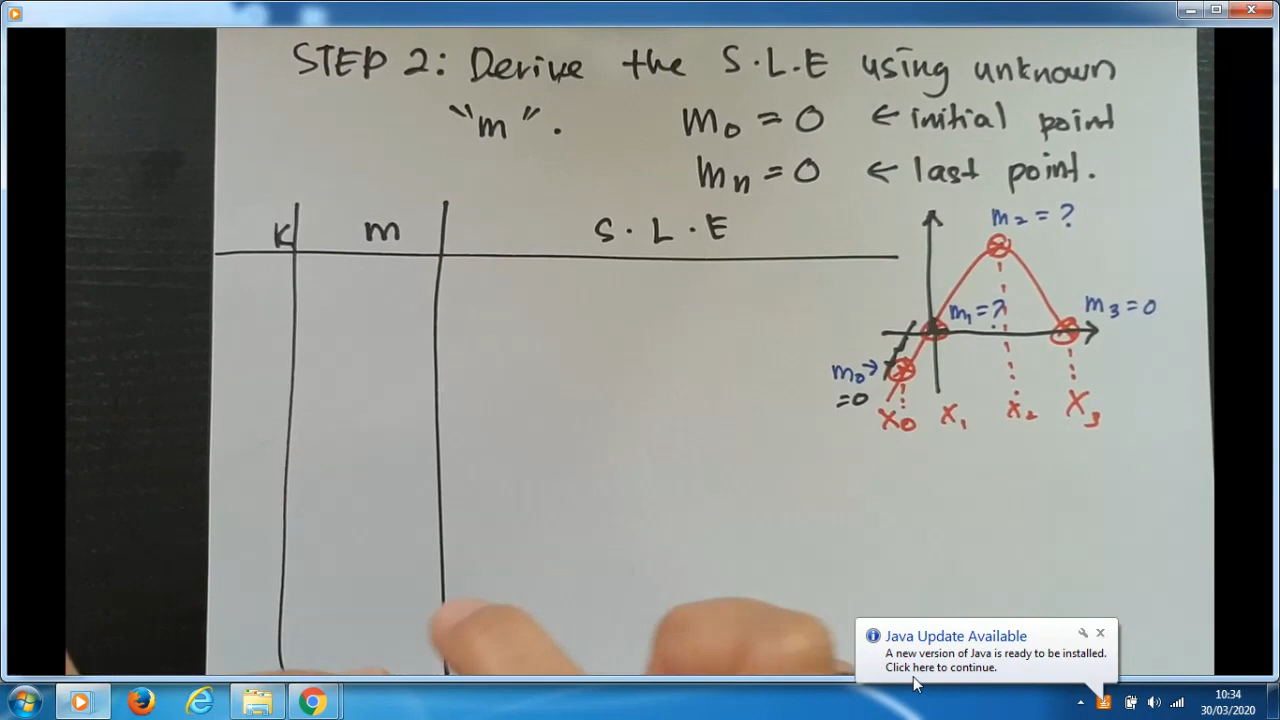 STEP 2: Derive the S.L.E using unknown
"m". m0 = 0 ← initial point
mn = 0 ← last point.
K m S.L.E
m2 = ?
m1 = ?
m3 = 0
m0 →
= 0
x0 x1 x2 x3
Java Update Available
A new version of Java is ready to be installed.
Click here to continue.
10:34
30/03/2020